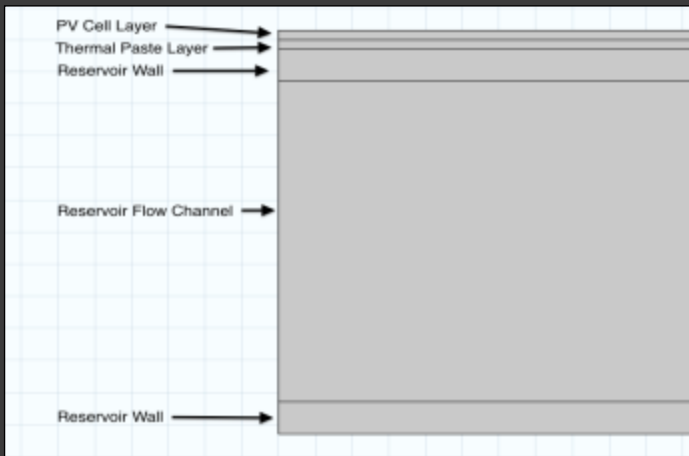 PV Cell Layer
Thermal Paste Layer
Reservoir Wall
Reservoir Flow Channel
Reservoir Wall